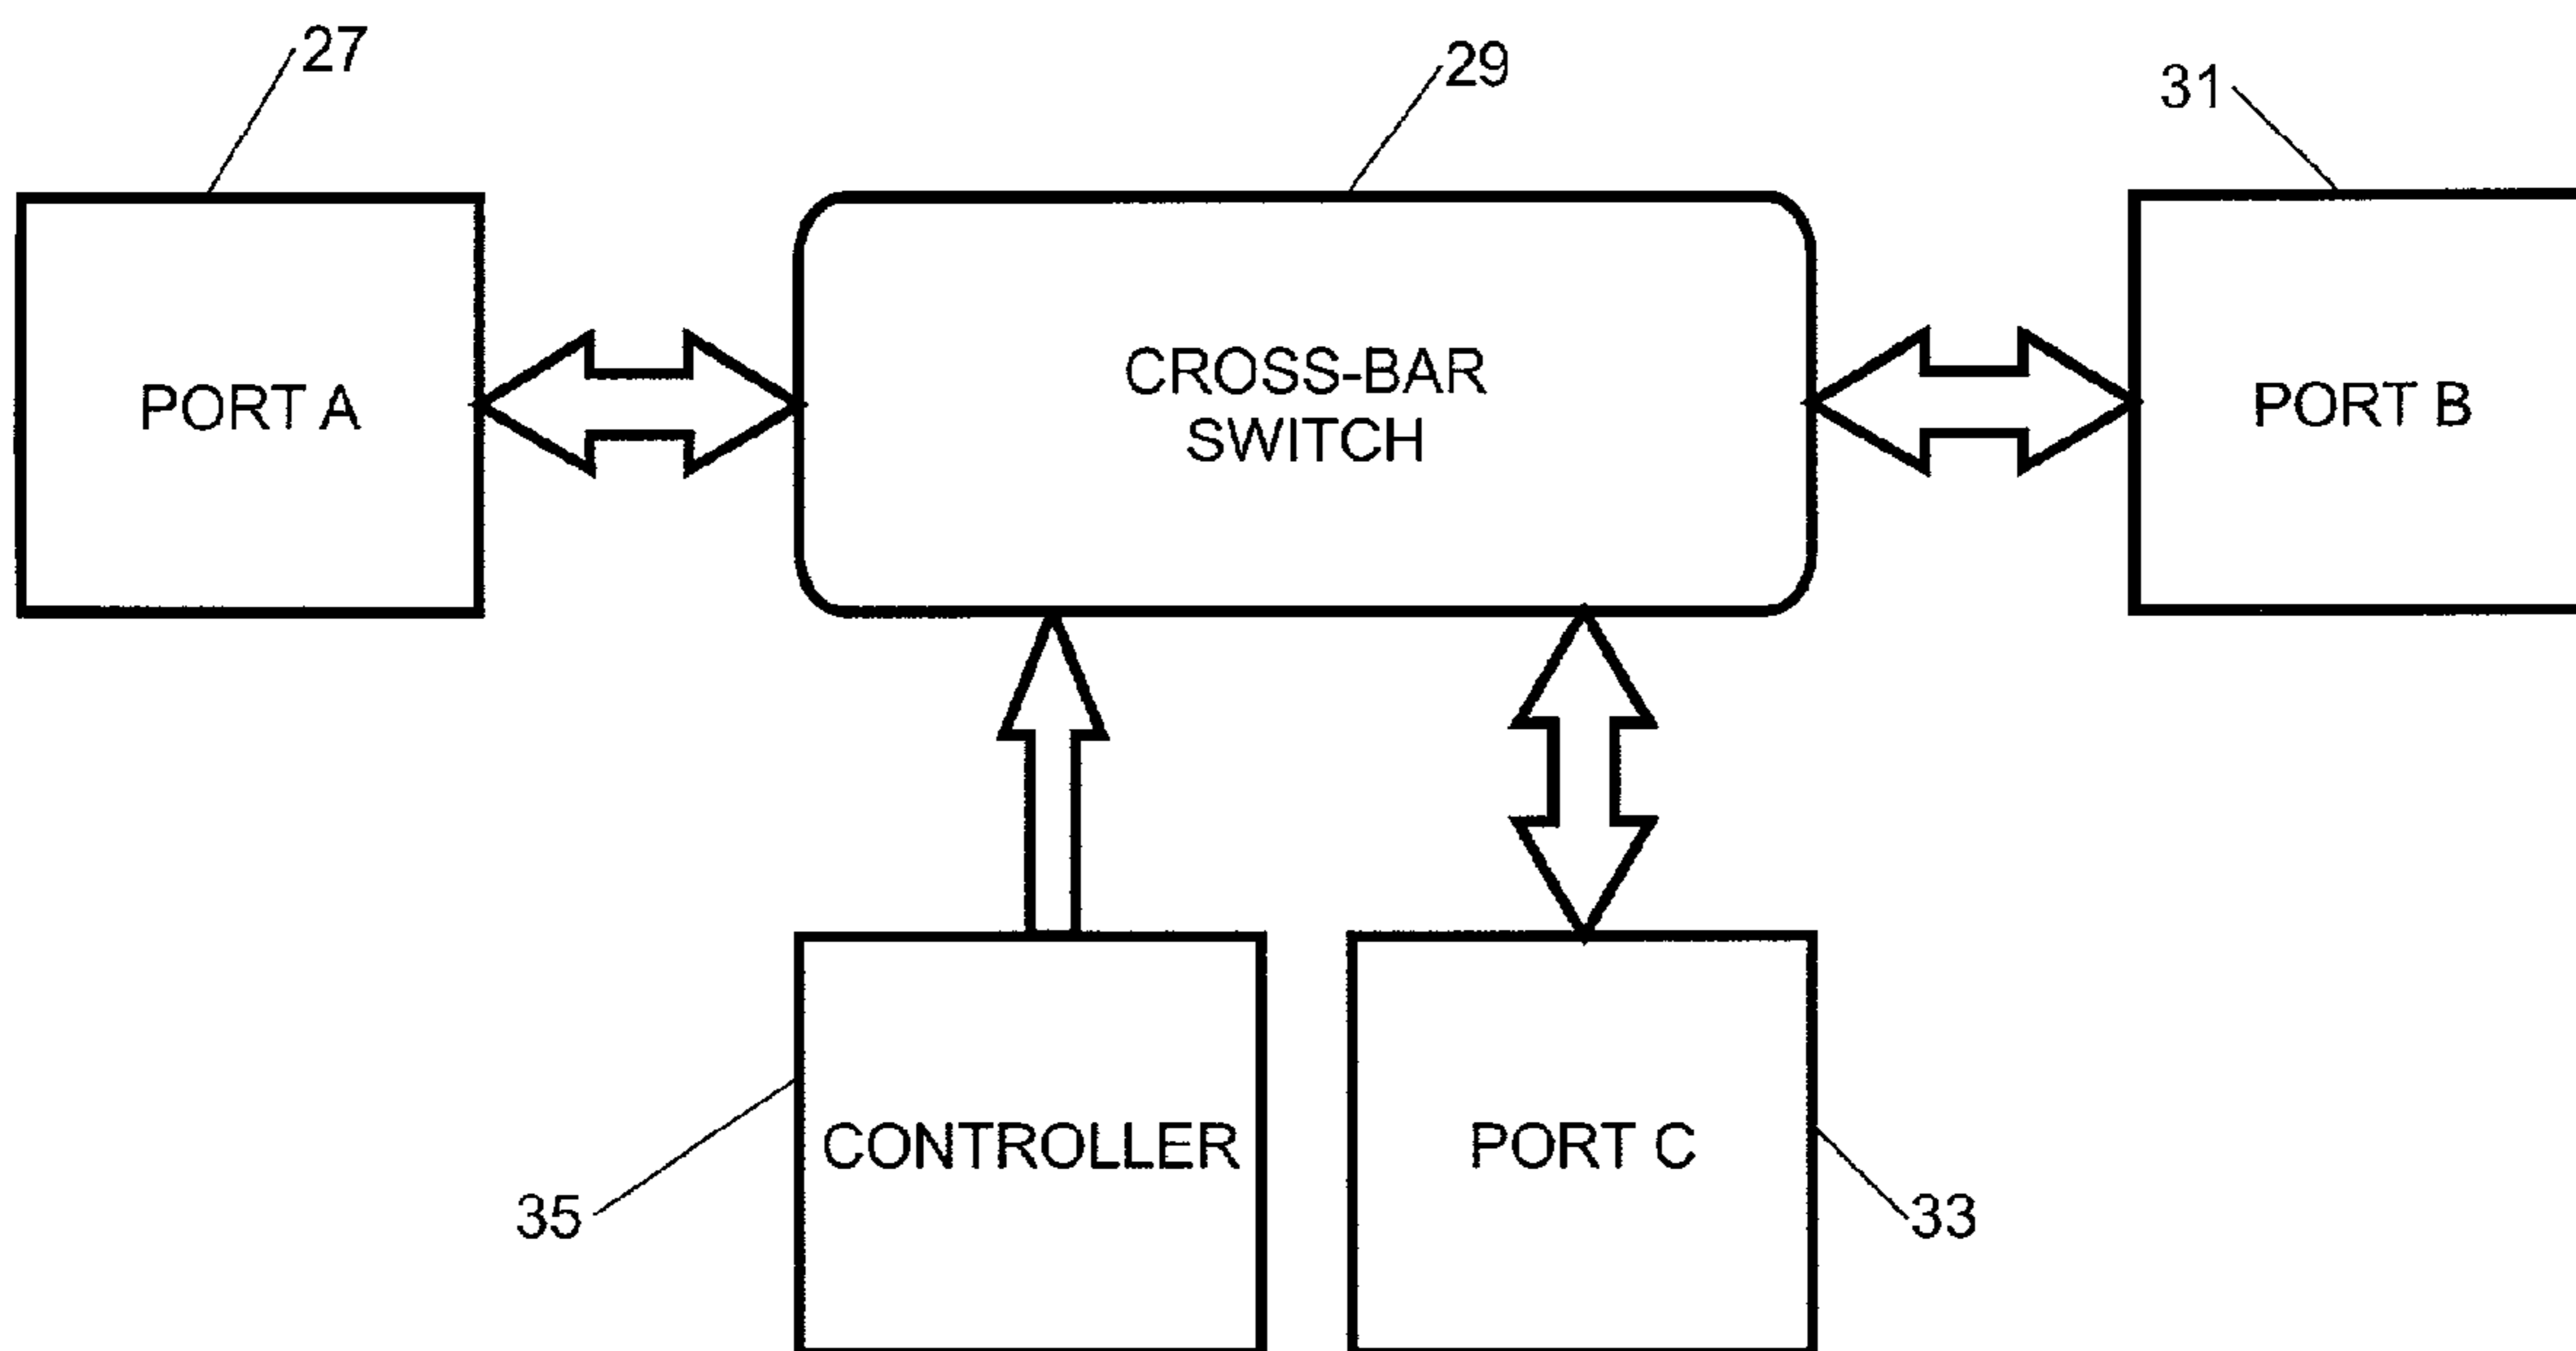 27
29
31
PORT A
CROSS-BAR
SWITCH
PORT B
CONTROLLER
PORT C
35
33